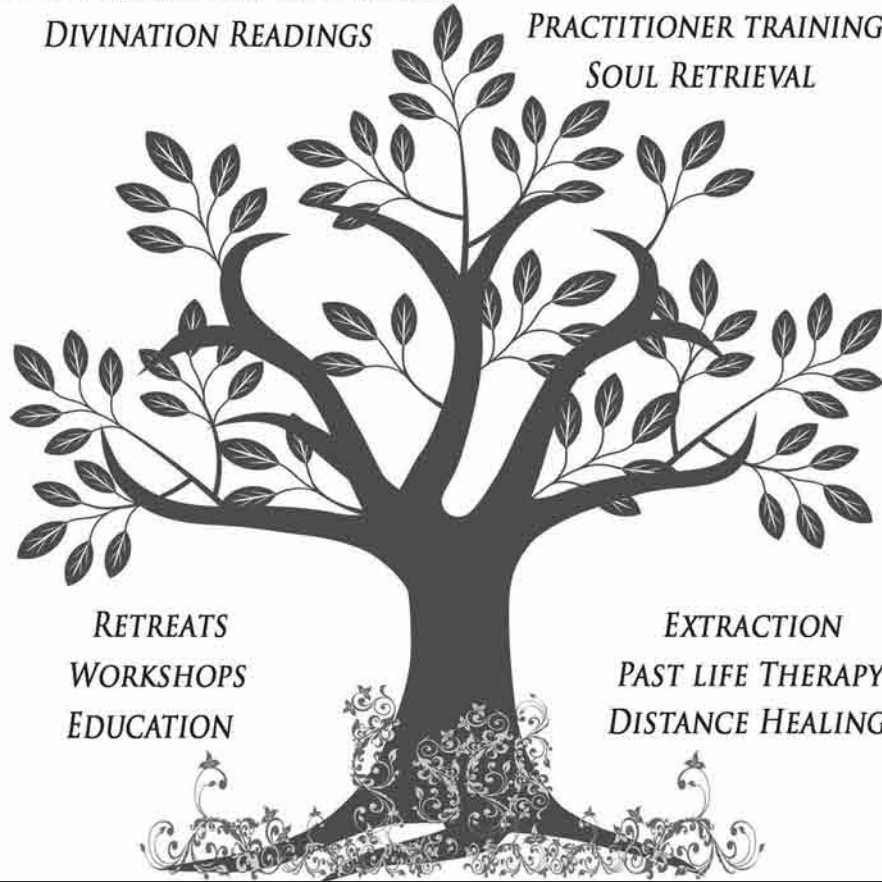 Divination Readings
Practitioner training
Soul Retrieval
Retreats
Workshops
Education
Extraction
Past life Therapy
Distance Healing